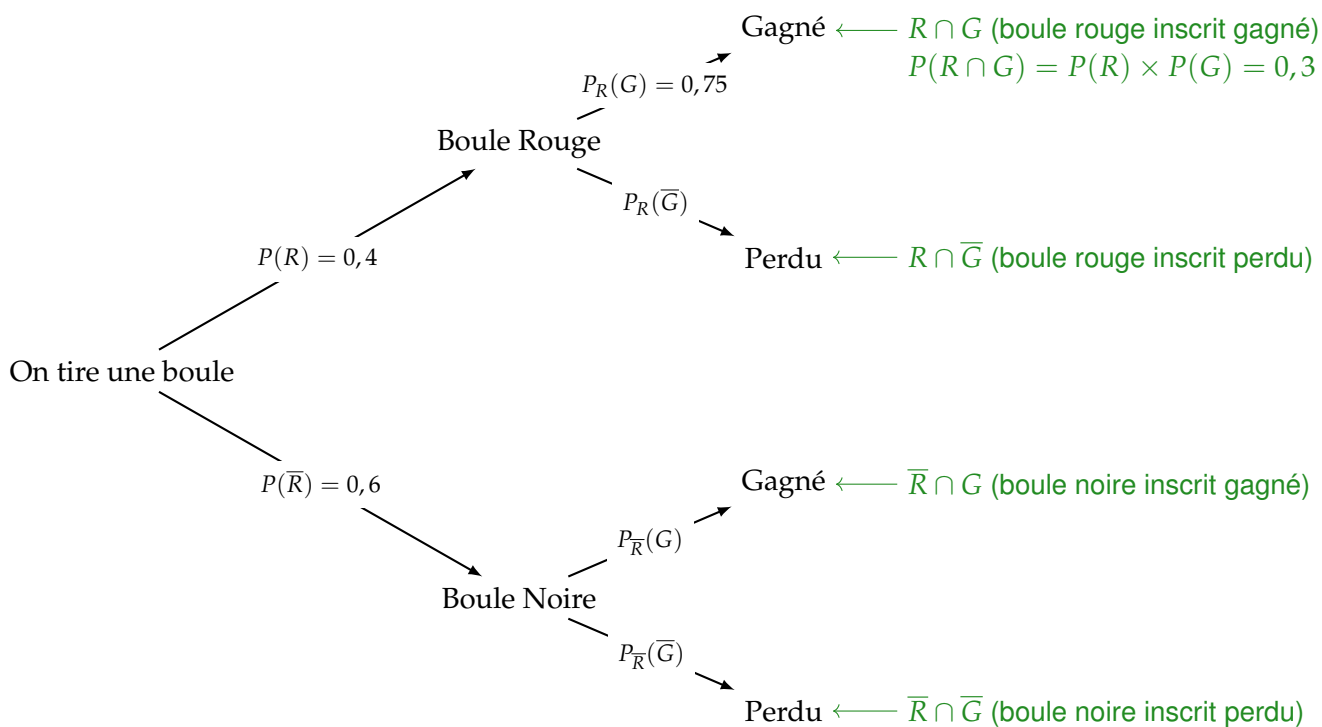 Gagné ⟵ R ∩ G (boule rouge inscrit gagné)
P(R ∩ G) = P(R) × P(G) = 0,3
P_R(G) = 0,75
Boule Rouge
P_R(G̅)
P(R) = 0,4
Perdu ⟵ R ∩ G̅ (boule rouge inscrit perdu)
On tire une boule
P(R̅) = 0,6
Gagné ⟵ R̅ ∩ G (boule noire inscrit gagné)
P_R̅(G)
Boule Noire
P_R̅(G̅)
Perdu ⟵ R̅ ∩ G̅ (boule noire inscrit perdu)